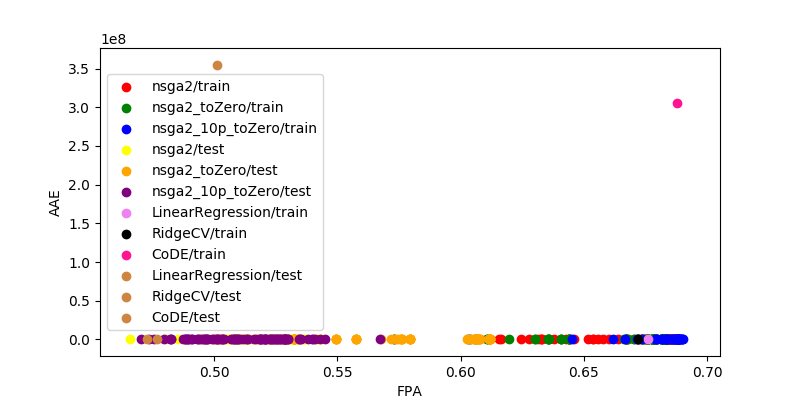 1e8
3.5
3.0
2.5
2.0
1.5
1.0
0.5
0.0
AAE
nsga2/train
nsga2_toZero/train
nsga2_10p_toZero/train
nsga2/test
nsga2_toZero/test
nsga2_10p_toZero/test
LinearRegression/train
RidgeCV/train
CoDE/train
LinearRegression/test
RidgeCV/test
CoDE/test
0.50 0.55 0.60 0.65 0.70
FPA